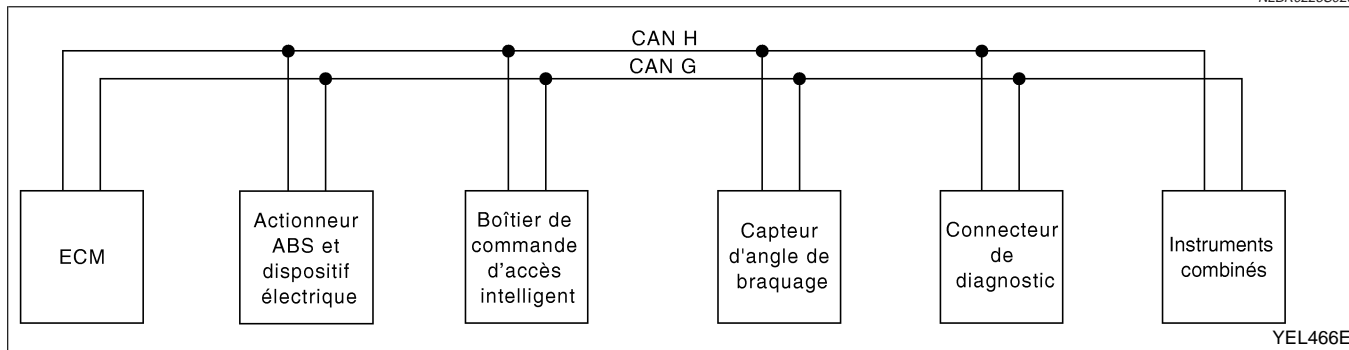 CAN H
CAN G
ECM
Actionneur
ABS et
dispositif
électrique
Boîtier de
commande
d'accès
intelligent
Capteur
d'angle de
braquage
Connecteur
de
diagnostic
Instruments
combinés
YEL466E